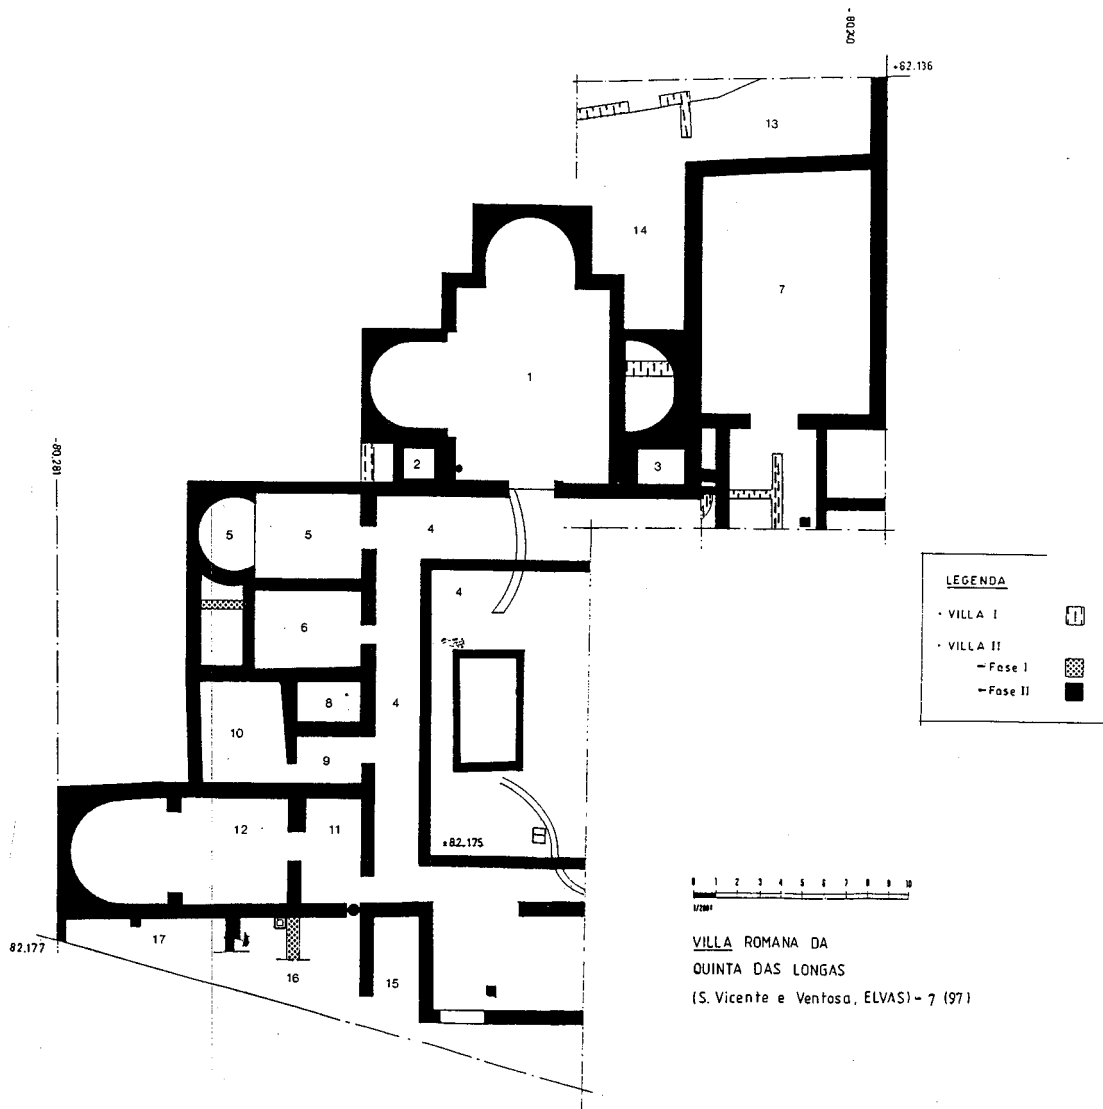 -80.20
+62.136
13
14
7
1
-80.281
2
3
4
5
5
4
6
4
8
10
9
12
11
±82.175
17
82.177
16
15
LEGENDA
· VILLA I
· VILLA II
- Fase I
- Fase II
0 1 2 3 4 5 6 7 8 9 10
VILLA ROMANA DA
QUINTA DAS LONGAS
(S. Vicente e Ventosa, ELVAS) - 7 (97)